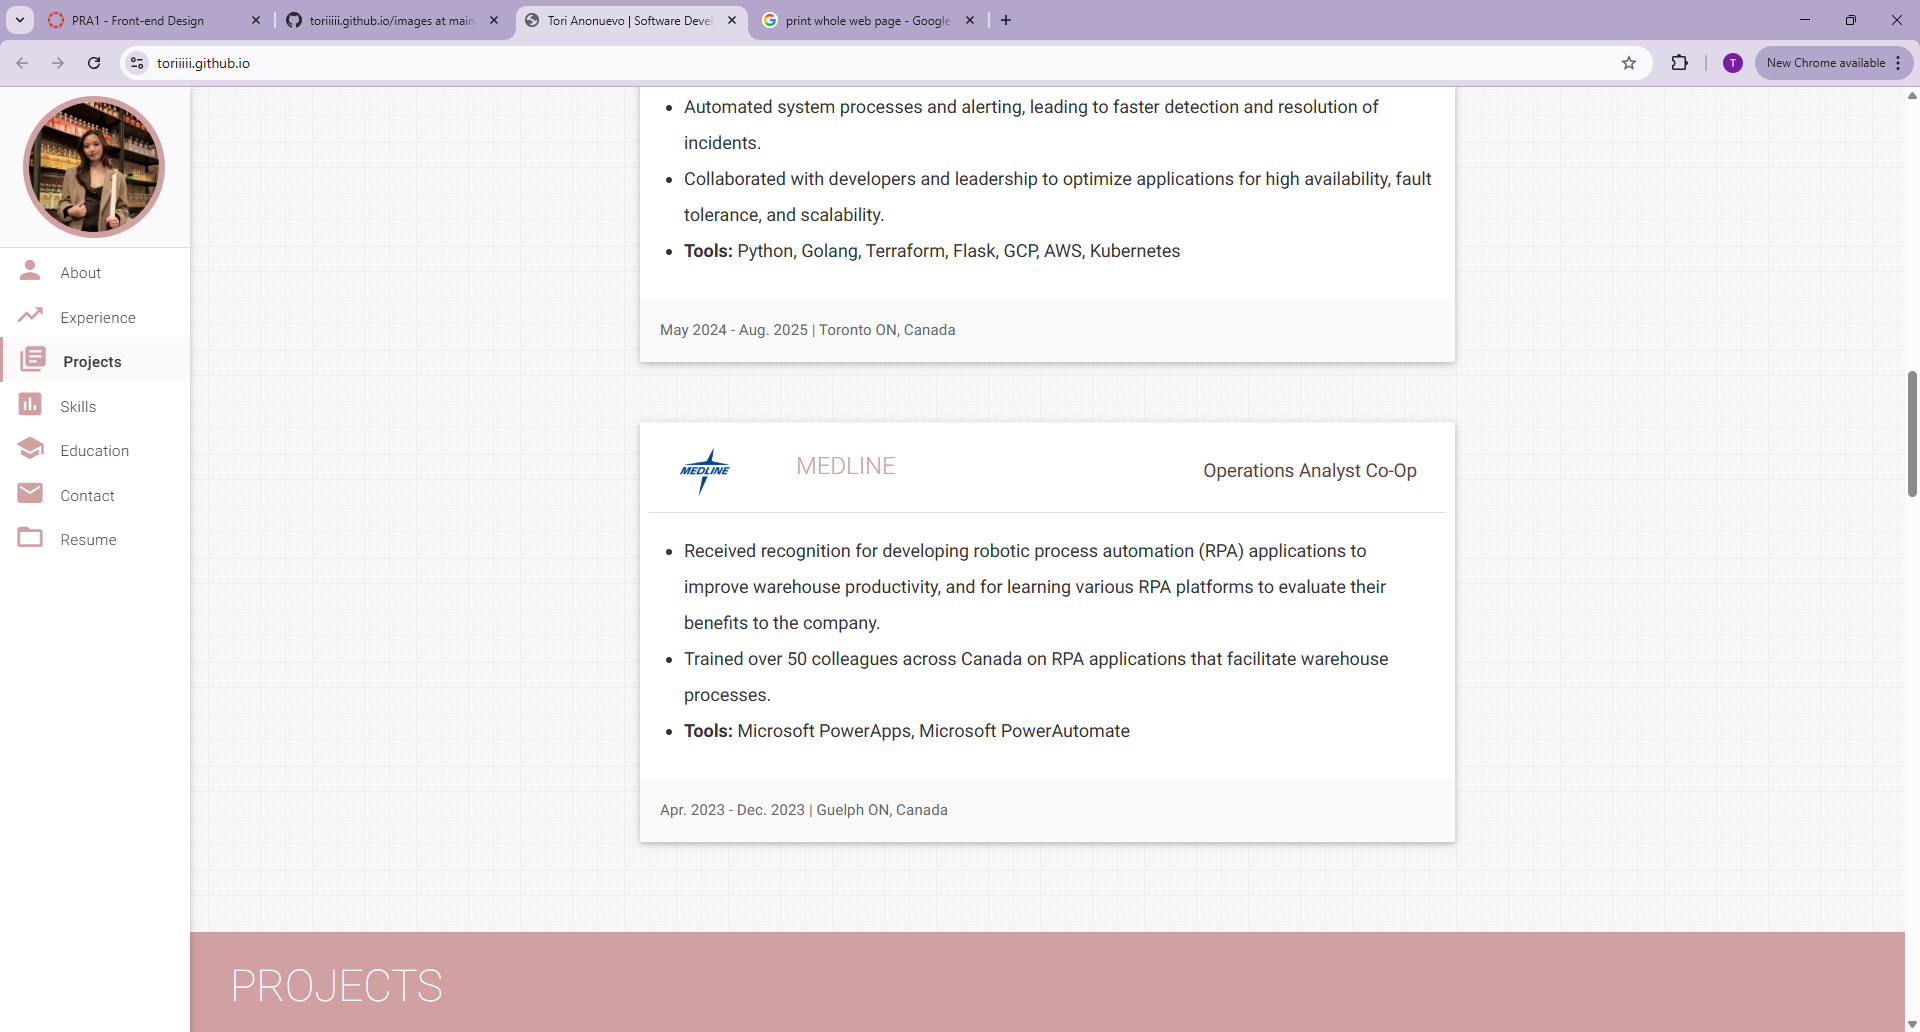 PRA1 - Front-end Design
toriiiii.github.io/images at main
Tori Anonuevo | Software Devel
print whole web page - Google
toriiiii.github.io
T
New Chrome available
About
Experience
Projects
Skills
Education
Contact
Resume
Automated system processes and alerting, leading to faster detection and resolution of
incidents.
Collaborated with developers and leadership to optimize applications for high availability, fault
tolerance, and scalability.
Tools: Python, Golang, Terraform, Flask, GCP, AWS, Kubernetes
May 2024 - Aug. 2025 | Toronto ON, Canada
MEDLINE
MEDLINE
Operations Analyst Co-Op
Received recognition for developing robotic process automation (RPA) applications to
improve warehouse productivity, and for learning various RPA platforms to evaluate their
benefits to the company.
Trained over 50 colleagues across Canada on RPA applications that facilitate warehouse
processes.
Tools: Microsoft PowerApps, Microsoft PowerAutomate
Apr. 2023 - Dec. 2023 | Guelph ON, Canada
PROJECTS